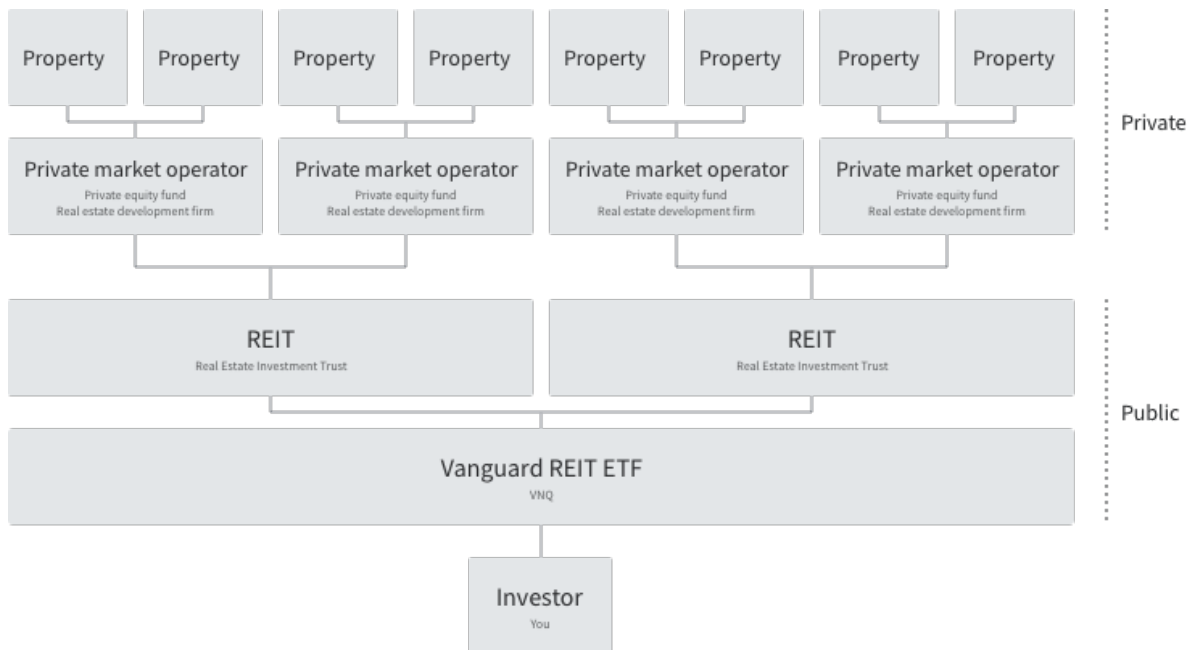 Property Property Property Property Property Property Property Property
Private
Private market operator Private market operator Private market operator Private market operator
Private equity fund Private equity fund Private equity fund Private equity fund
Real estate development firm Real estate development firm Real estate development firm Real estate development firm
REIT REIT
Real Estate Investment Trust Real Estate Investment Trust
Public
Vanguard REIT ETF
VNQ
Investor
You